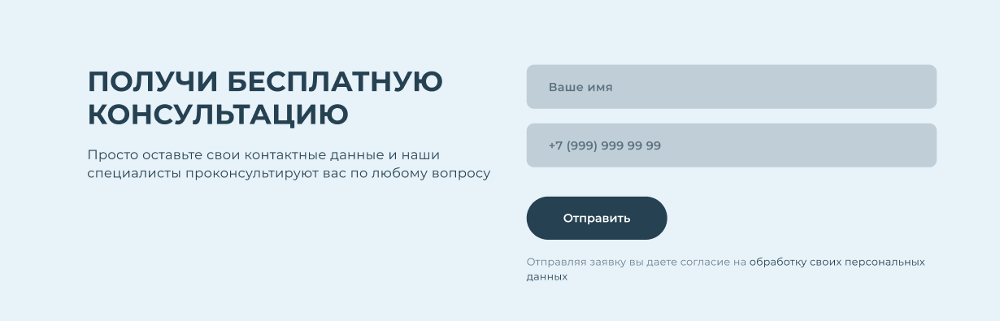 ПОЛУЧИ БЕСПЛАТНУЮ
КОНСУЛЬТАЦИЮ
Просто оставьте свои контактные данные и наши
специалисты проконсультируют вас по любому вопросу
Ваше имя
+7 (999) 999 99 99
Отправить
Отправляя заявку вы даете согласие на обработку своих персональных
данных